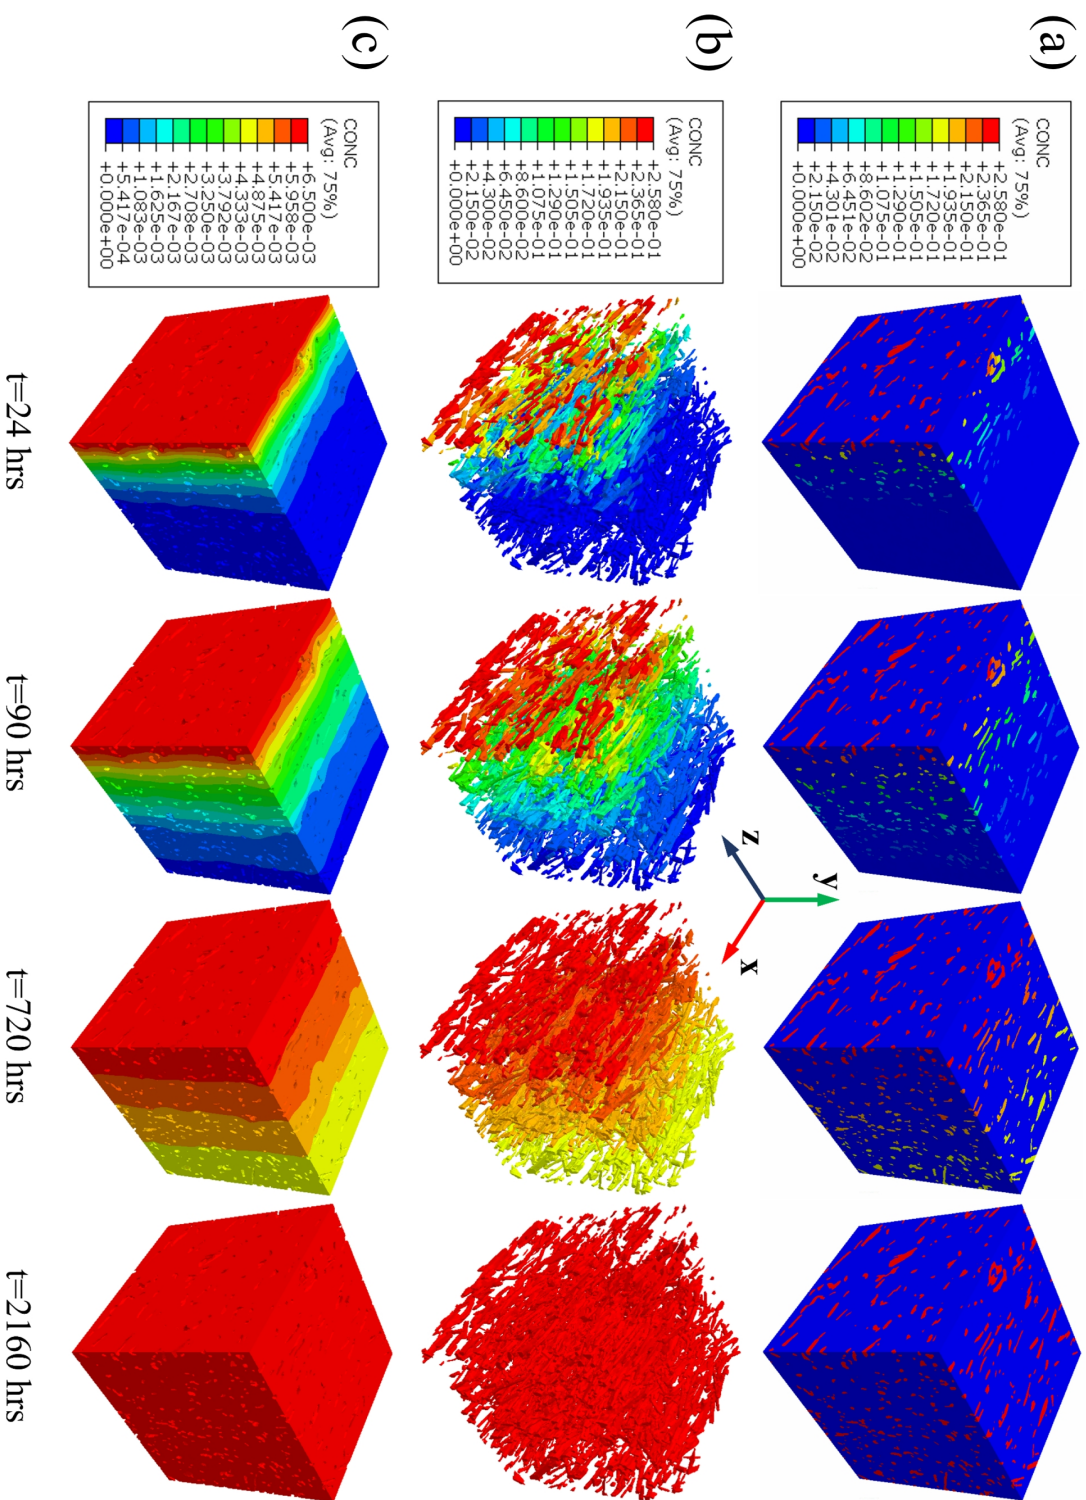 (a)
CONC
(Avg: 75%)
+2.580e-01
+2.365e-01
+2.150e-01
+1.935e-01
+1.720e-01
+1.505e-01
+1.290e-01
+1.075e-01
+8.602e-02
+6.451e-02
+4.301e-02
+2.150e-02
+0.000e+00
y
z
x
(b)
CONC
(Avg: 75%)
+2.580e-01
+2.365e-01
+2.150e-01
+1.935e-01
+1.720e-01
+1.505e-01
+1.290e-01
+1.075e-01
+8.600e-02
+6.450e-02
+4.300e-02
+2.150e-02
+0.000e+00
(c)
CONC
(Avg: 75%)
+6.500e-03
+5.958e-03
+5.417e-03
+4.875e-03
+4.333e-03
+3.792e-03
+3.250e-03
+2.708e-03
+2.167e-03
+1.625e-03
+1.083e-03
+5.417e-04
+0.000e+00
t=24 hrs
t=90 hrs
t=720 hrs
t=2160 hrs